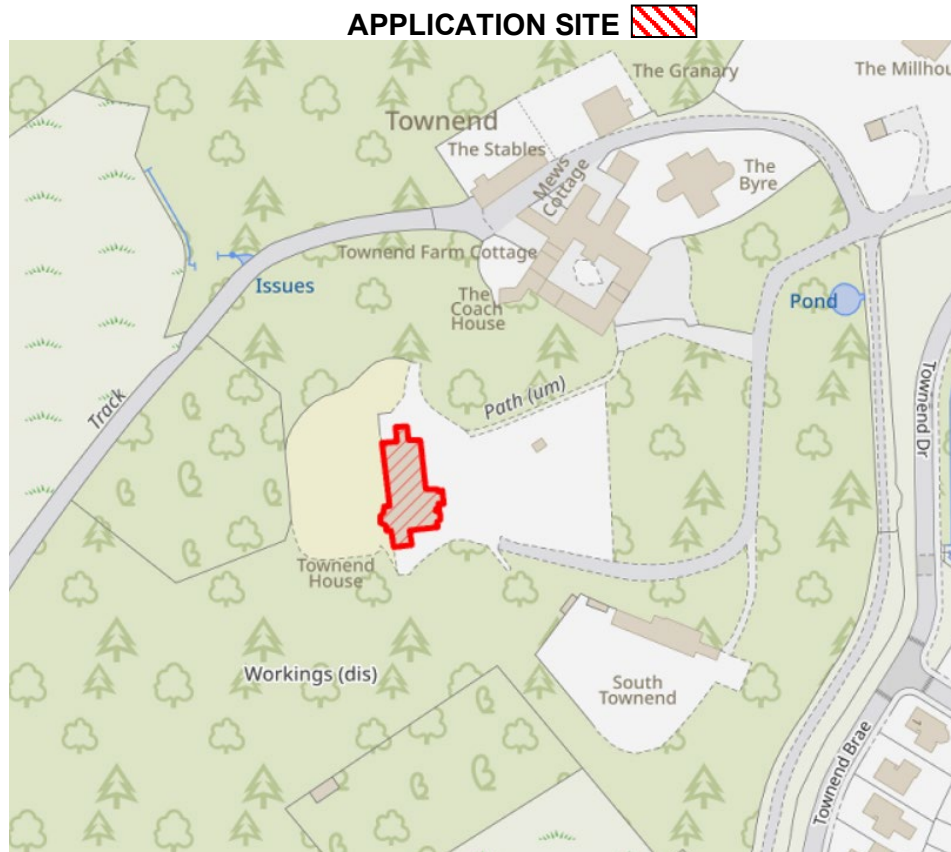 APPLICATION SITE
The Granary
The Millhou
Townend
The Stables
Mews
Cottage
The
Byre
Townend Farm Cottage
Issues
The
Coach
House
Pond
Track
Path (um)
Townend Dr
Townend
House
Workings (dis)
South
Townend
Townend Brae